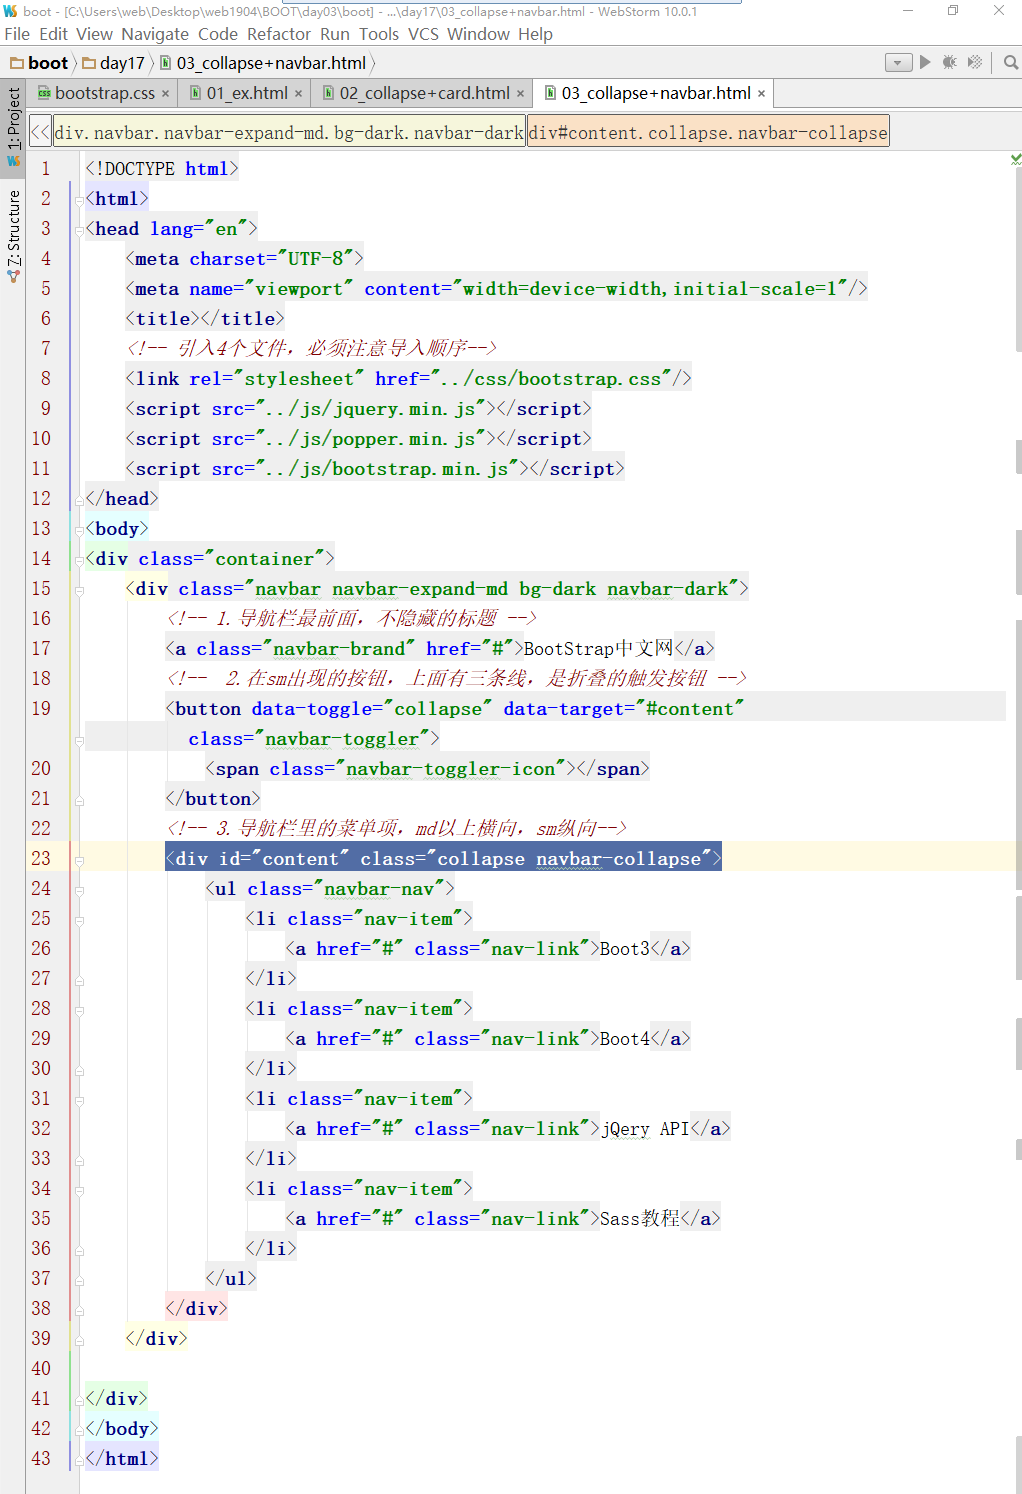 boot - [C:\Users\web\Desktop\web1904\BOOT\day03\boot] - ...\day17\03_collapse+navbar.html - WebStorm 10.0.1
File Edit View Navigate Code Refactor Run Tools VCS Window Help
boot day17 03_collapse+navbar.html
bootstrap.css × 01_ex.html × 02_collapse+card.html × 03_collapse+navbar.html ×
1: Project
7: Structure
<< div.navbar.navbar-expand-md.bg-dark.navbar-dark div#content.collapse.navbar-collapse
1 <!DOCTYPE html>
2 <html>
3 <head lang="en">
4 <meta charset="UTF-8">
5 <meta name="viewport" content="width=device-width,initial-scale=1"/>
6 <title></title>
7 <!-- 引入4个文件，必须注意导入顺序-->
8 <link rel="stylesheet" href="../css/bootstrap.css"/>
9 <script src="../js/jquery.min.js"></script>
10 <script src="../js/popper.min.js"></script>
11 <script src="../js/bootstrap.min.js"></script>
12 </head>
13 <body>
14 <div class="container">
15 <div class="navbar navbar-expand-md bg-dark navbar-dark">
16 <!-- 1.导航栏最前面，不隐藏的标题 -->
17 <a class="navbar-brand" href="#">BootStrap中文网</a>
18 <!-- 2.在sm出现的按钮，上面有三条线，是折叠的触发按钮 -->
19 <button data-toggle="collapse" data-target="#content"
class="navbar-toggler">
20 <span class="navbar-toggler-icon"></span>
21 </button>
22 <!-- 3.导航栏里的菜单项，md以上横向，sm纵向-->
23 <div id="content" class="collapse navbar-collapse">
24 <ul class="navbar-nav">
25 <li class="nav-item">
26 <a href="#" class="nav-link">Boot3</a>
27 </li>
28 <li class="nav-item">
29 <a href="#" class="nav-link">Boot4</a>
30 </li>
31 <li class="nav-item">
32 <a href="#" class="nav-link">jQery API</a>
33 </li>
34 <li class="nav-item">
35 <a href="#" class="nav-link">Sass教程</a>
36 </li>
37 </ul>
38 </div>
39 </div>
40
41 </div>
42 </body>
43 </html>